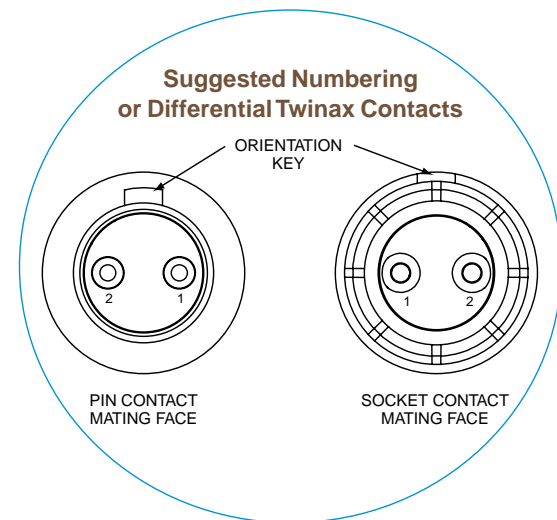 Suggested Numbering
or Differential Twinax Contacts
ORIENTATION
KEY
2 1
1 2
PIN CONTACT
MATING FACE
SOCKET CONTACT
MATING FACE